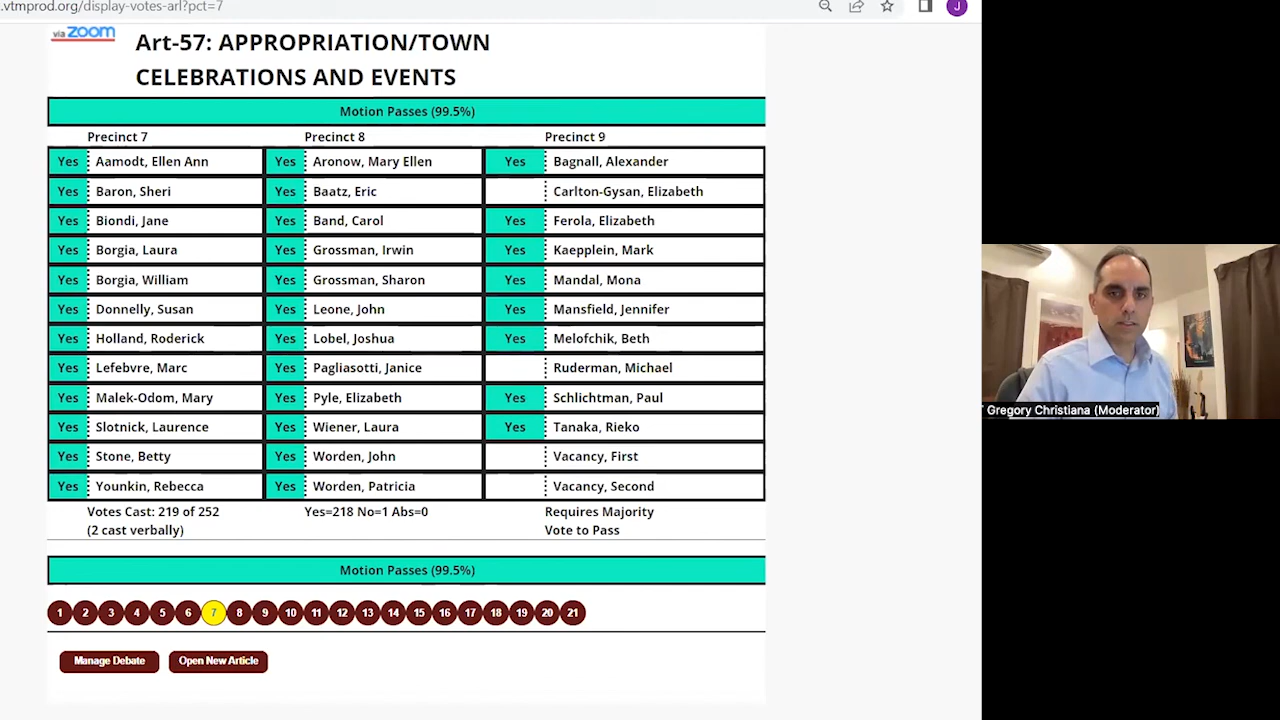 .vtmprod.org/display-votes-arl?pct=7
J
via zoom
Art-57: APPROPRIATION/TOWN
CELEBRATIONS AND EVENTS
Motion Passes (99.5%)
Precinct 7 Precinct 8 Precinct 9
Yes Aamodt, Ellen Ann Yes Aronow, Mary Ellen Yes Bagnall, Alexander
Yes Baron, Sheri Yes Baatz, Eric Carlton-Gysan, Elizabeth
Yes Biondi, Jane Yes Band, Carol Yes Ferola, Elizabeth
Yes Borgia, Laura Yes Grossman, Irwin Yes Kaepplein, Mark
Yes Borgia, William Yes Grossman, Sharon Yes Mandal, Mona
Yes Donnelly, Susan Yes Leone, John Yes Mansfield, Jennifer
Yes Holland, Roderick Yes Lobel, Joshua Yes Melofchik, Beth
Yes Lefebvre, Marc Yes Pagliasotti, Janice Ruderman, Michael
Yes Malek-Odom, Mary Yes Pyle, Elizabeth Yes Schlichtman, Paul
Yes Slotnick, Laurence Yes Wiener, Laura Yes Tanaka, Rieko
Yes Stone, Betty Yes Worden, John Vacancy, First
Yes Younkin, Rebecca Yes Worden, Patricia Vacancy, Second
Votes Cast: 219 of 252 Yes=218 No=1 Abs=0 Requires Majority
(2 cast verbally) Vote to Pass
Motion Passes (99.5%)
1 2 3 4 5 6 7 8 9 10 11 12 13 14 15 16 17 18 19 20 21
Manage Debate Open New Article
Gregory Christiana (Moderator)